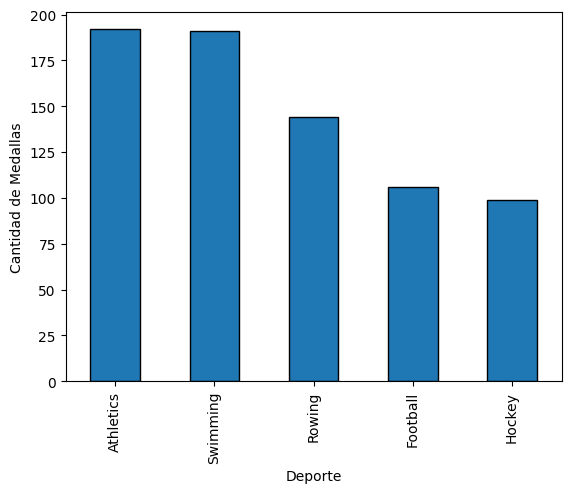 200
175
150
125
100
75
50
25
0
Cantidad de Medallas
Athletics
Swimming
Rowing
Football
Hockey
Deporte